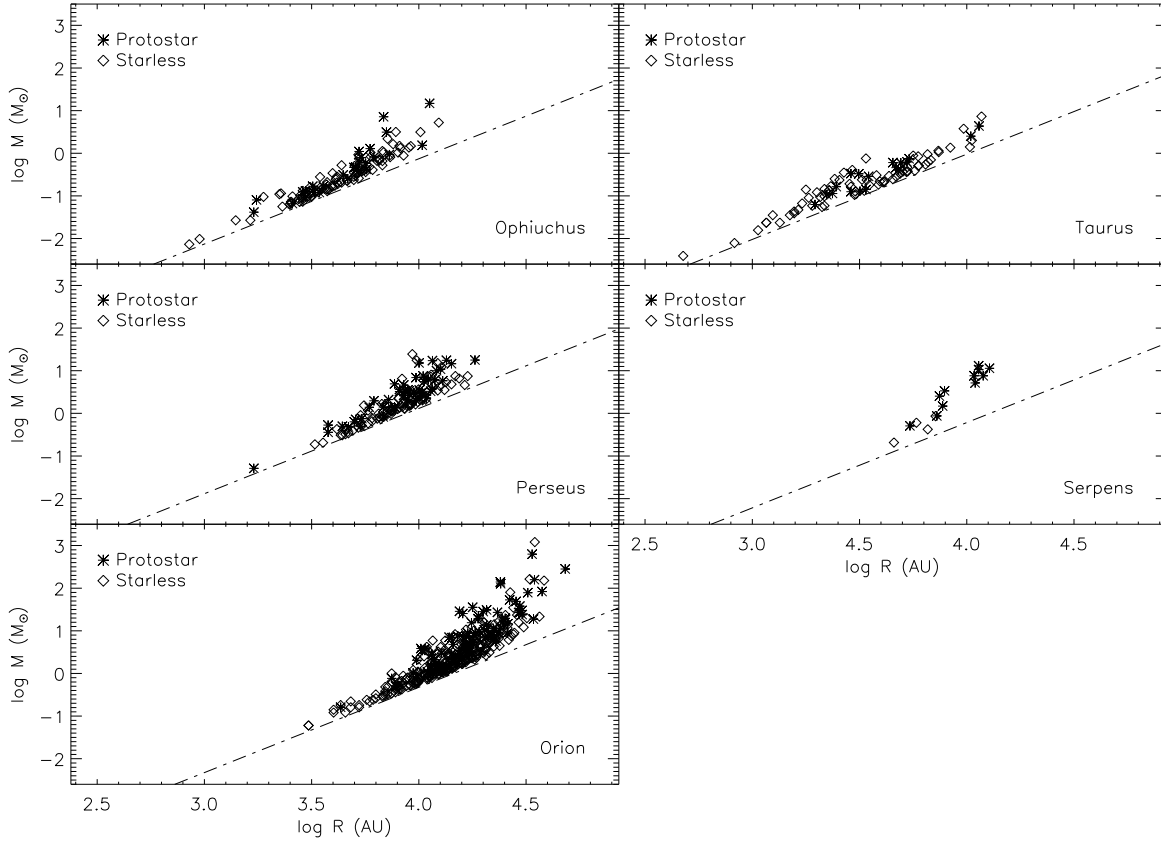 3
2
1
0
−1
−2
log M (M⊙)
✳ Protostar
◇ Starless
Ophiuchus
✳ Protostar
◇ Starless
Taurus
3
2
1
0
−1
−2
log M (M⊙)
✳ Protostar
◇ Starless
Perseus
✳ Protostar
◇ Starless
Serpens
2.5 3.0 4.5 4.0 4.5
log R (AU)
3
2
1
0
−1
−2
log M (M⊙)
✳ Protostar
◇ Starless
Orion
2.5 3.0 3.5 4.0 4.5
log R (AU)